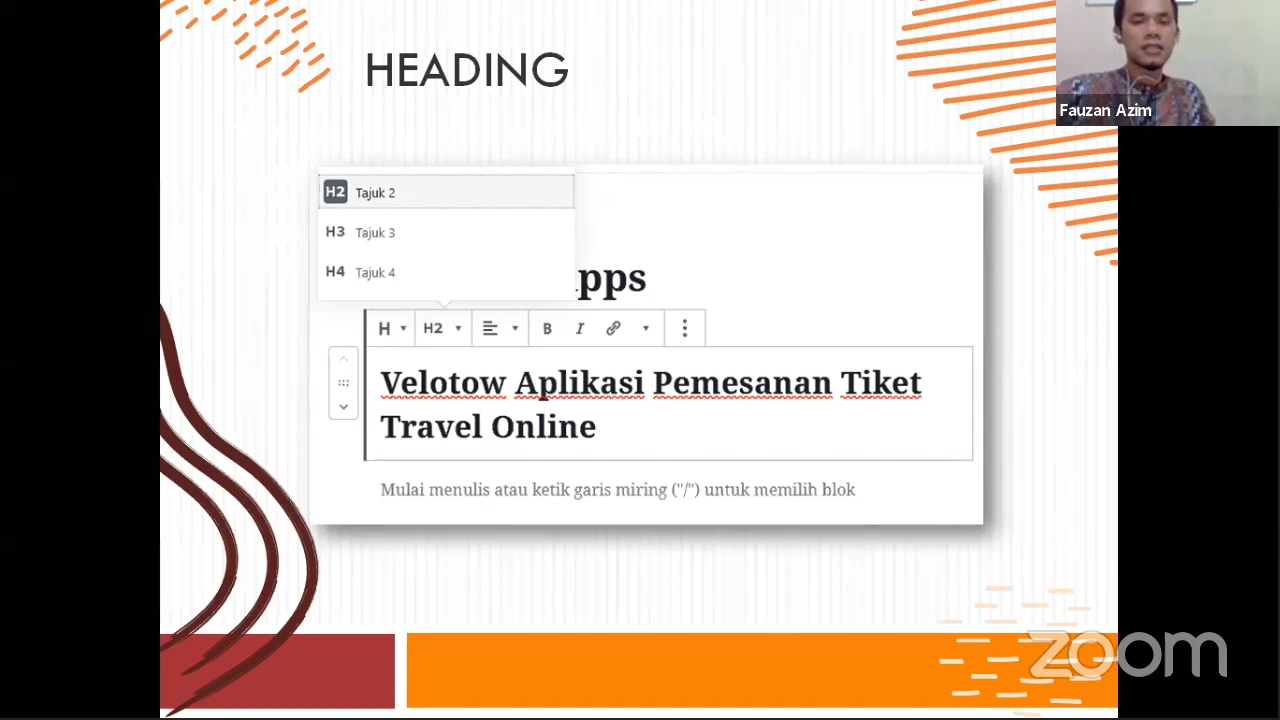 HEADING
Fauzan Azim
H2 Tajuk 2
H3 Tajuk 3
H4 Tajuk 4
pps
H H2 B I
Velotow Aplikasi Pemesanan Tiket
Travel Online
Mulai menulis atau ketik garis miring ("/") untuk memilih blok
zoom